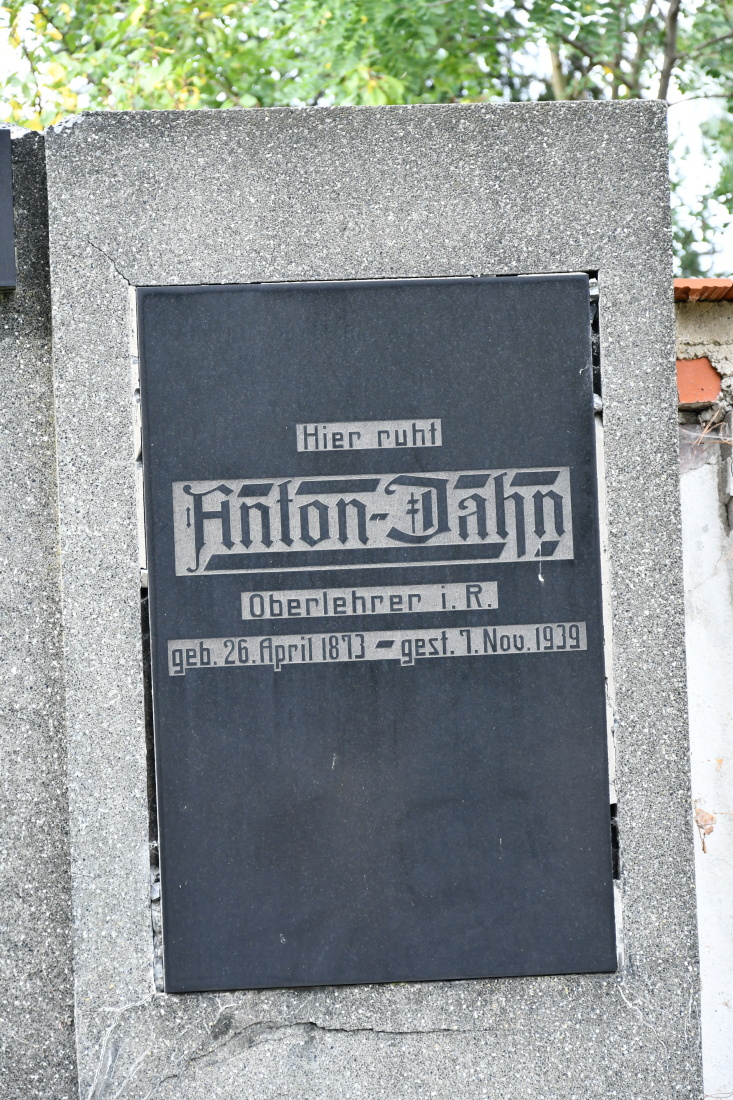 Hier ruht
Anton-Dahn
Oberlehrer i. R.
geb. 26. April 1873 - gest. 7. Nov. 1939